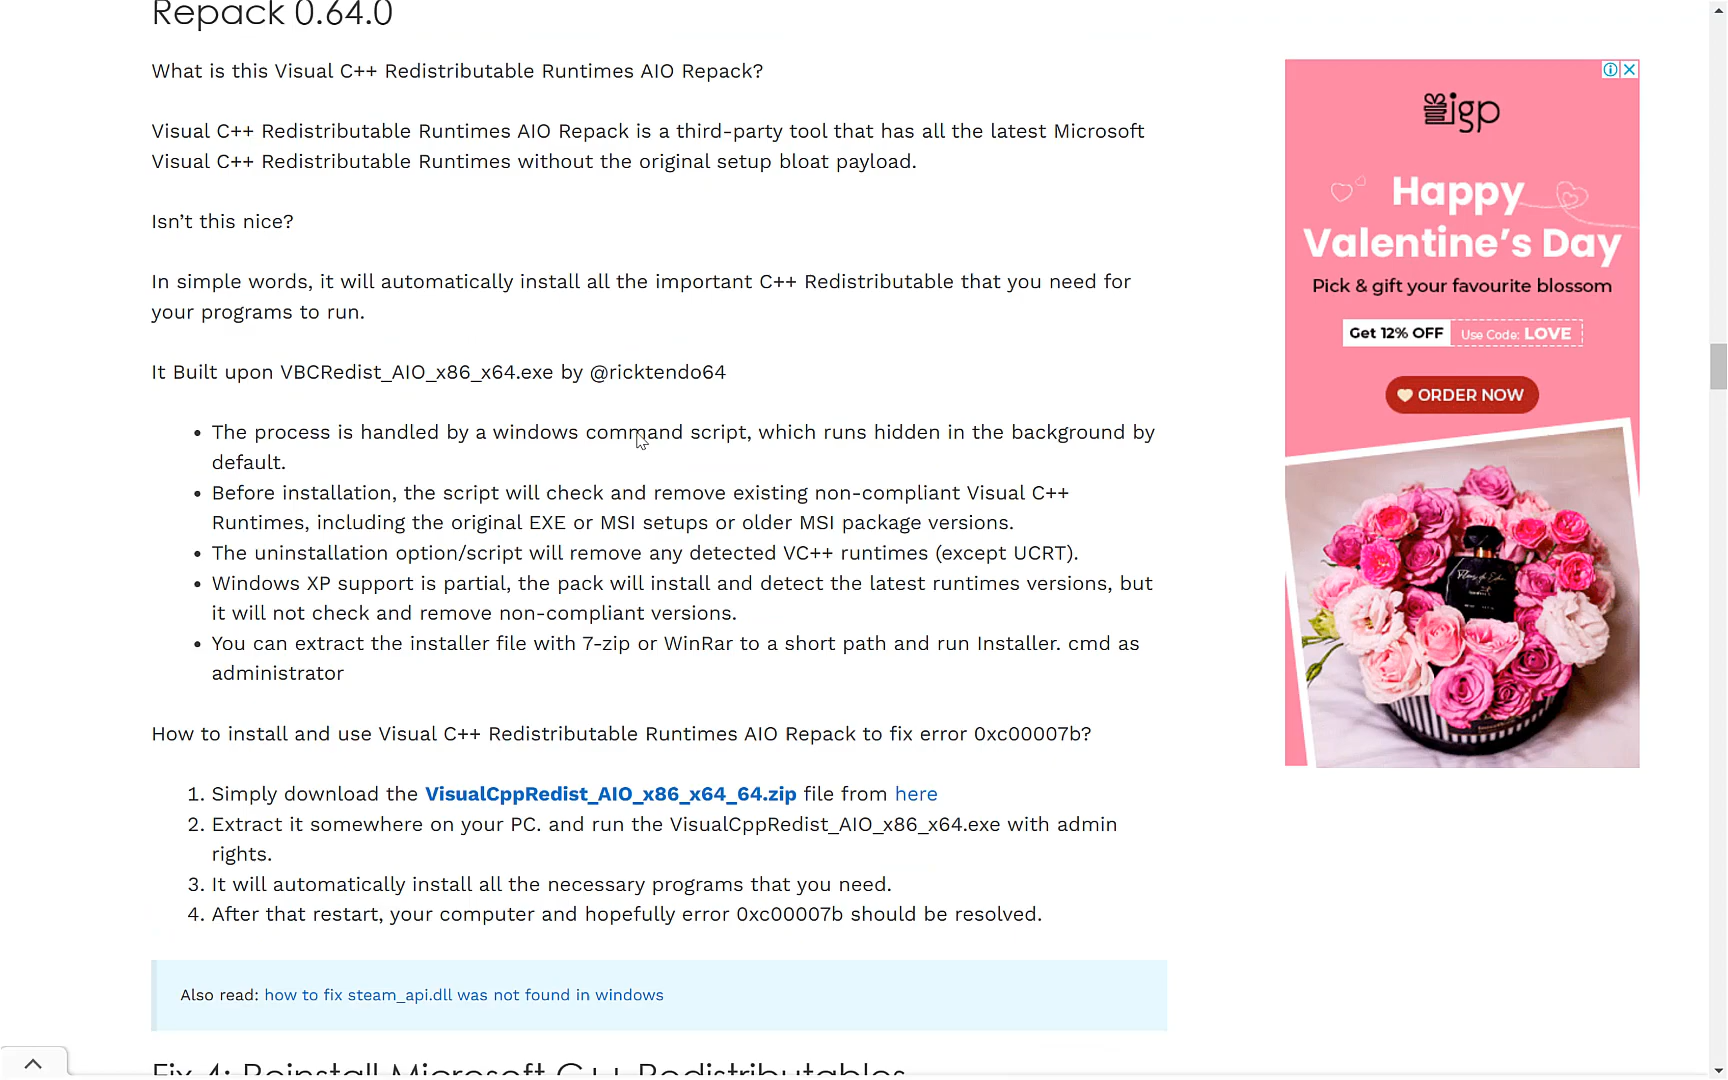 Repack 0.64.0
What is this Visual C++ Redistributable Runtimes AIO Repack?
Visual C++ Redistributable Runtimes AIO Repack is a third-party tool that has all the latest Microsoft
Visual C++ Redistributable Runtimes without the original setup bloat payload.
Isn’t this nice?
In simple words, it will automatically install all the important C++ Redistributable that you need for
your programs to run.
It Built upon VBCRedist_AIO_x86_x64.exe by @ricktendo64
• The process is handled by a windows command script, which runs hidden in the background by
default.
• Before installation, the script will check and remove existing non-compliant Visual C++
Runtimes, including the original EXE or MSI setups or older MSI package versions.
• The uninstallation option/script will remove any detected VC++ runtimes (except UCRT).
• Windows XP support is partial, the pack will install and detect the latest runtimes versions, but
it will not check and remove non-compliant versions.
• You can extract the installer file with 7-zip or WinRar to a short path and run Installer. cmd as
administrator
How to install and use Visual C++ Redistributable Runtimes AIO Repack to fix error 0xc00007b?
1. Simply download the VisualCppRedist_AIO_x86_x64_64.zip file from here
2. Extract it somewhere on your PC. and run the VisualCppRedist_AIO_x86_x64.exe with admin
rights.
3. It will automatically install all the necessary programs that you need.
4. After that restart, your computer and hopefully error 0xc00007b should be resolved.
Also read: how to fix steam_api.dll was not found in windows
Fix 4: Reinstall Microsoft C++ Redistributables
igp
Happy
Valentine’s Day
Pick & gift your favourite blossom
Get 12% OFF Use Code: LOVE
ORDER NOW